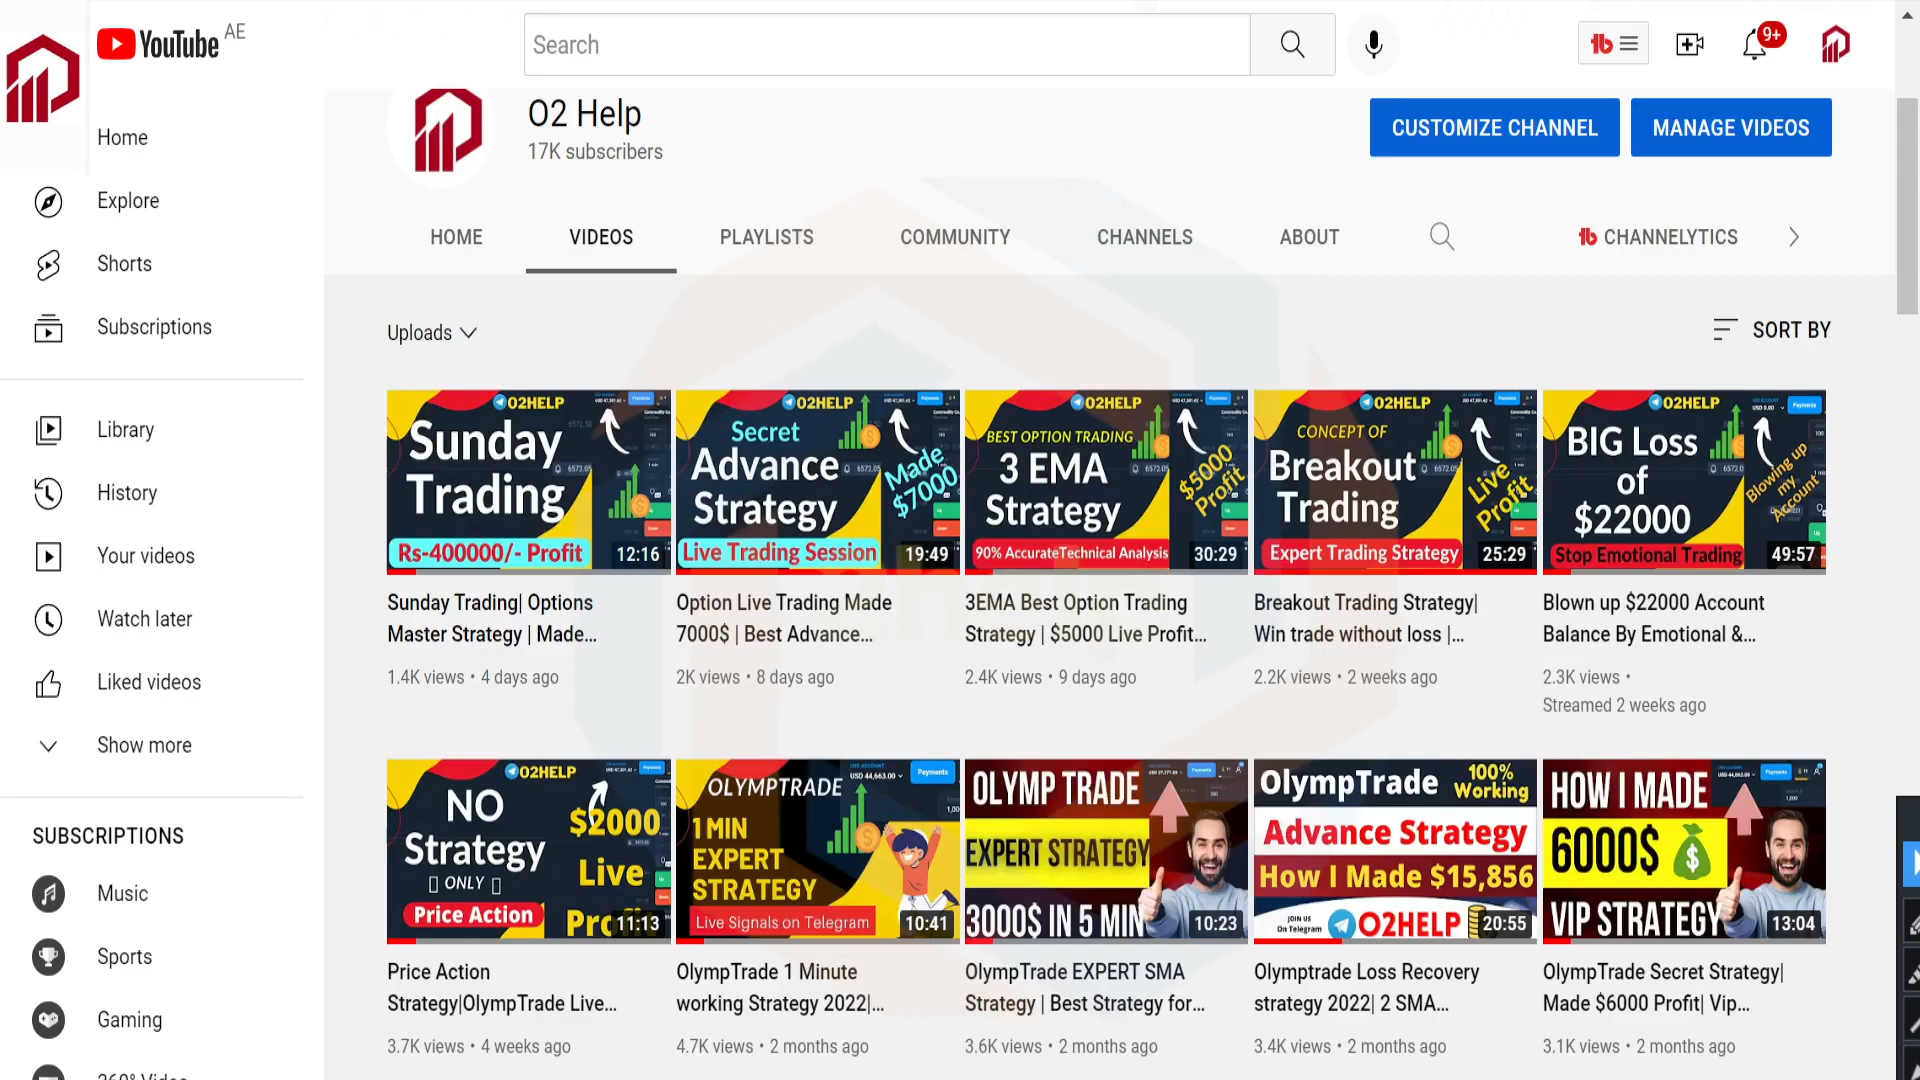 YouTube AE
Search
9+
Home
Explore
Shorts
Subscriptions
Library
History
Your videos
Watch later
Liked videos
Show more
SUBSCRIPTIONS
Music
Sports
Gaming
O2 Help
17K subscribers
CUSTOMIZE CHANNEL
MANAGE VIDEOS
HOME
VIDEOS
PLAYLISTS
COMMUNITY
CHANNELS
ABOUT
CHANNELYTICS
Uploads
SORT BY
O2HELP
Sunday
Trading
Rs-400000/- Profit
12:16
Sunday Trading| Options
Master Strategy | Made...
1.4K views • 4 days ago
O2HELP
Secret
Advance
Strategy
Made
$7000
Live Trading Session
19:49
Option Live Trading Made
7000$ | Best Advance...
2K views • 8 days ago
O2HELP
BEST OPTION TRADING
3 EMA
Strategy
$5000
Profit
90% AccurateTechnical Analysis
30:29
3EMA Best Option Trading
Strategy | $5000 Live Profit...
2.4K views • 9 days ago
O2HELP
CONCEPT OF
Breakout
Trading
Live
Profit
Expert Trading Strategy
25:29
Breakout Trading Strategy|
Win trade without loss |...
2.2K views • 2 weeks ago
O2HELP
BIG Loss
of
$22000
Blowing up
my
Account
Stop Emotional Trading
49:57
Blown up $22000 Account
Balance By Emotional &...
2.3K views •
Streamed 2 weeks ago
O2HELP
NO
Strategy
ONLY
Price Action
$2000
Live
11:13
Price Action
Strategy|OlympTrade Live...
3.7K views • 4 weeks ago
OLYMPTRADE
USD 44,663.00
Payments
1 MIN
EXPERT
STRATEGY
Live Signals on Telegram
10:41
OlympTrade 1 Minute
working Strategy 2022|...
4.7K views • 2 months ago
OLYMP TRADE
EXPERT STRATEGY
3000$ IN 5 MIN
10:23
OlympTrade EXPERT SMA
Strategy | Best Strategy for...
3.6K views • 2 months ago
OlympTrade
100%
Working
Advance Strategy
How I Made $15,856
JOIN US
On Telegram
O2HELP
20:55
Olymptrade Loss Recovery
strategy 2022| 2 SMA...
3.4K views • 2 months ago
HOW I MADE
6000$
VIP STRATEGY
13:04
OlympTrade Secret Strategy|
Made $6000 Profit| Vip...
3.1K views • 2 months ago